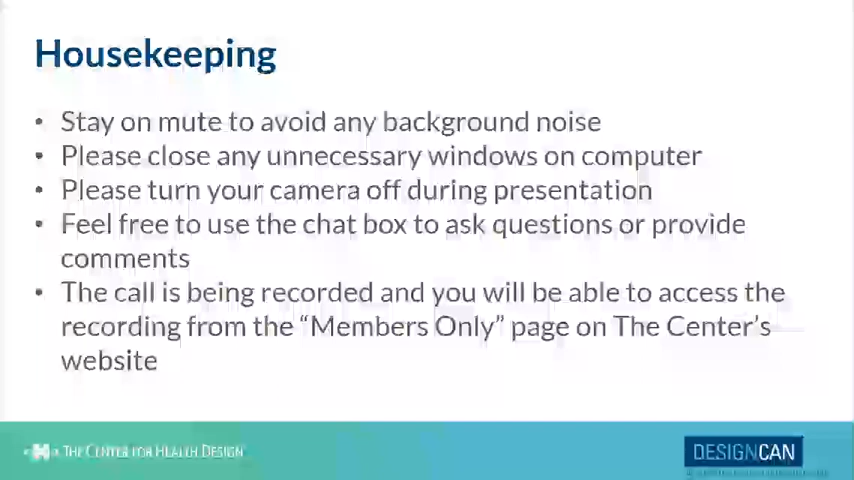 Housekeeping
• Stay on mute to avoid any background noise
• Please close any unnecessary windows on computer
• Please turn your camera off during presentation
• Feel free to use the chat box to ask questions or provide
comments
• The call is being recorded and you will be able to access the
recording from the “Members Only” page on The Center’s
website
THE CENTER FOR HEALTH DESIGN
DESIGNCAN